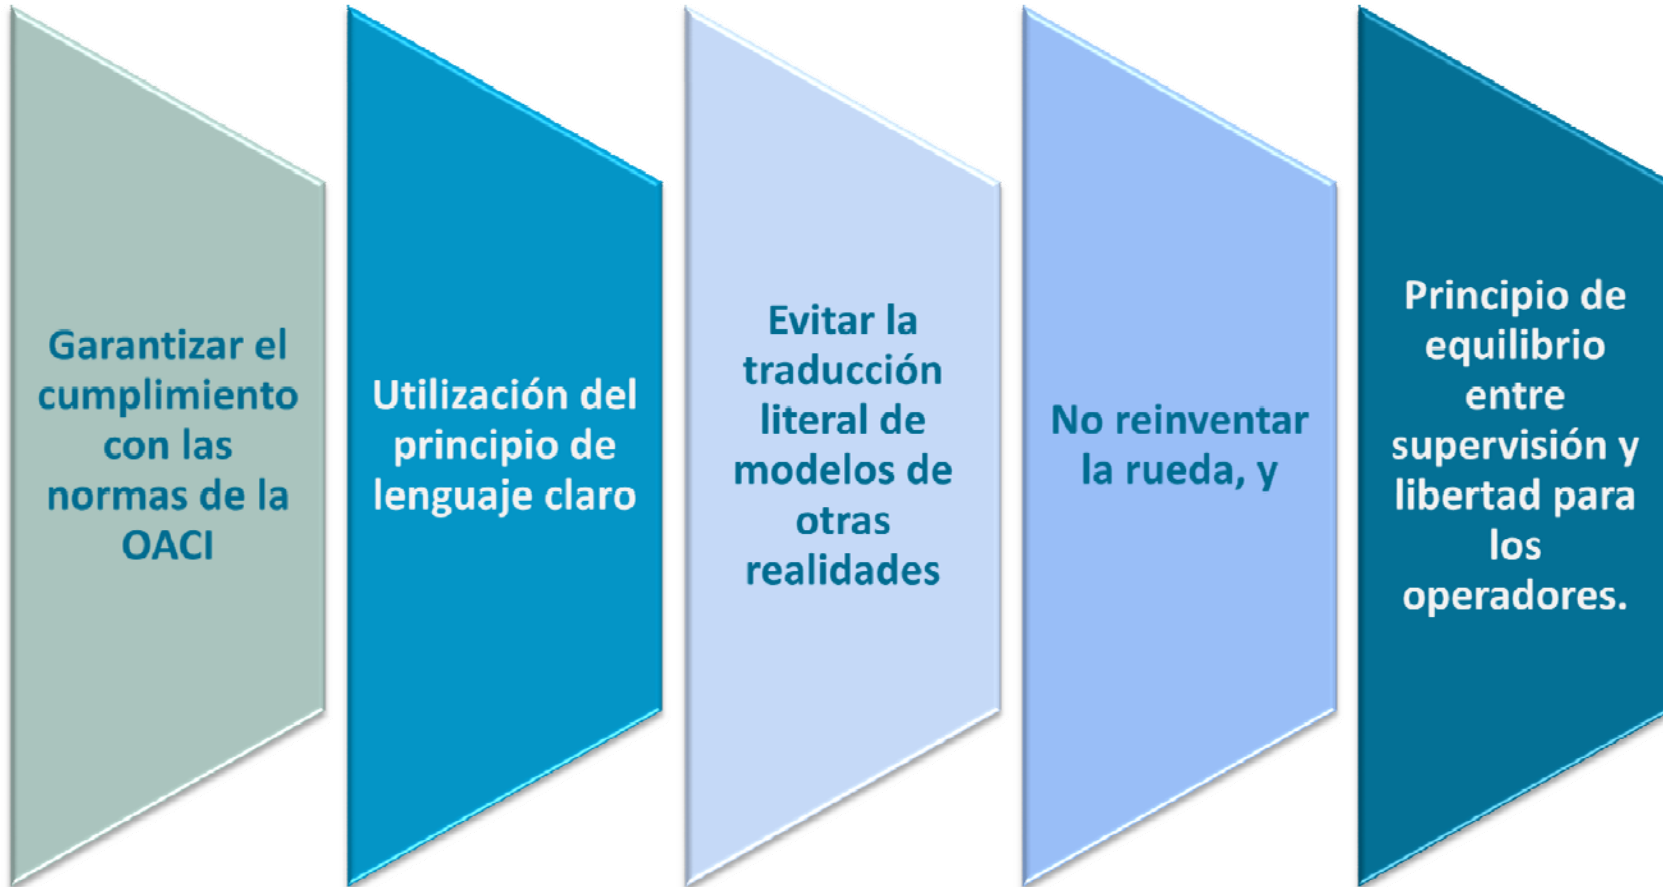 Garantizar el
cumplimiento
con las
normas de la
OACI
Utilización del
principio de
lenguaje claro
Evitar la
traducción
literal de
modelos de
otras
realidades
No reinventar
la rueda, y
Principio de
equilibrio
entre
supervisión y
libertad para
los
operadores.